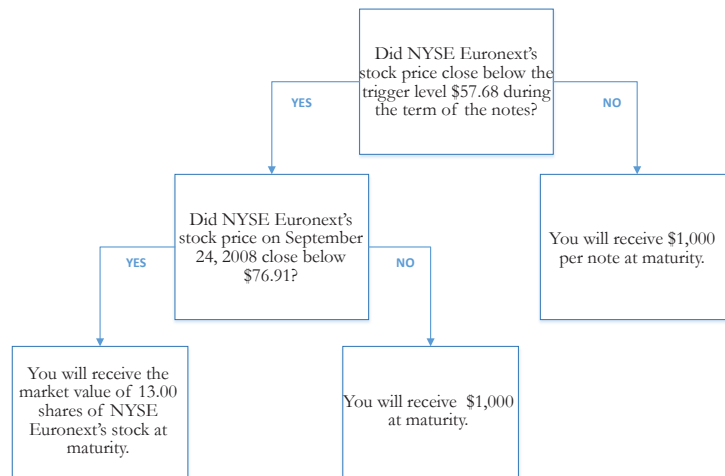 Did NYSE Euronext's
stock price close below the
trigger level $57.68 during
the term of the notes?
YES
NO
Did NYSE Euronext's
stock price on September
24, 2008 close below
$76.91?
You will receive $1,000
per note at maturity.
YES
NO
You will receive the
market value of 13.00
shares of NYSE
Euronext's stock at
maturity.
You will receive $1,000
at maturity.